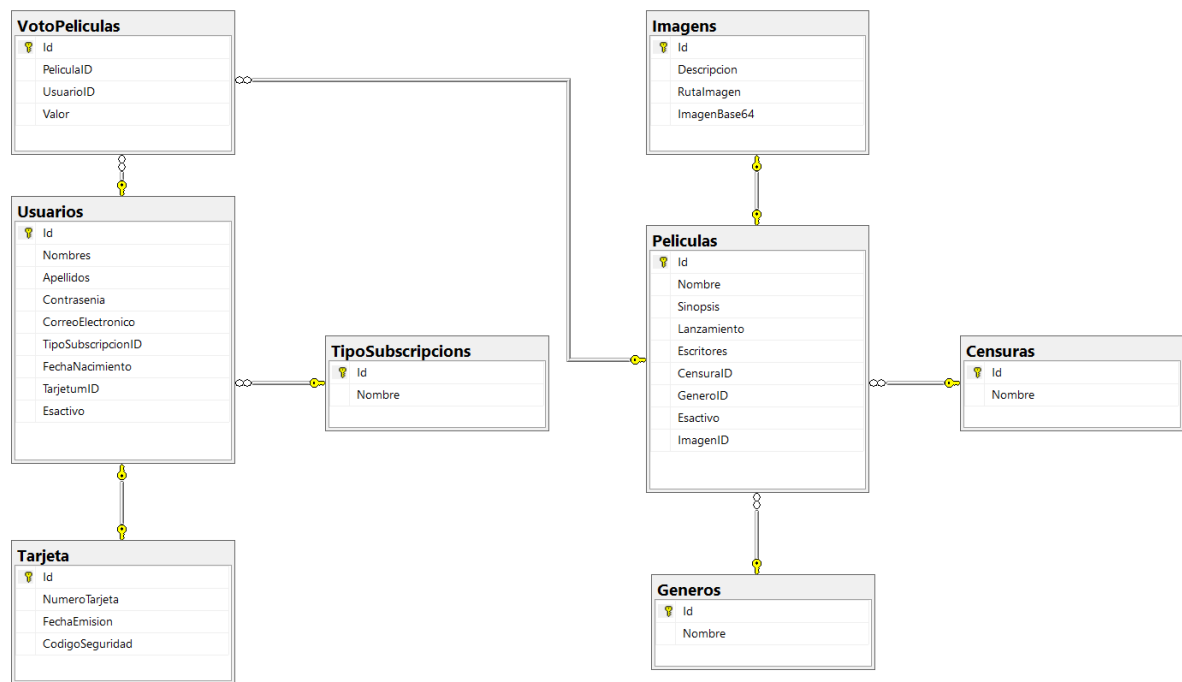 VotoPeliculas
Id
PeliculaID
UsuarioID
Valor
Imagens
Id
Descripcion
RutaImagen
ImagenBase64
Usuarios
Id
Nombres
Apellidos
Contrasenia
CorreoElectronico
TipoSubscripcionID
FechaNacimiento
TarjetumID
Esactivo
Peliculas
Id
Nombre
Sinopsis
Lanzamiento
Escritores
CensuraID
GeneroID
Esactivo
ImagenID
TipoSubscripcions
Id
Nombre
Censuras
Id
Nombre
Tarjeta
Id
NumeroTarjeta
FechaEmision
CodigoSeguridad
Generos
Id
Nombre